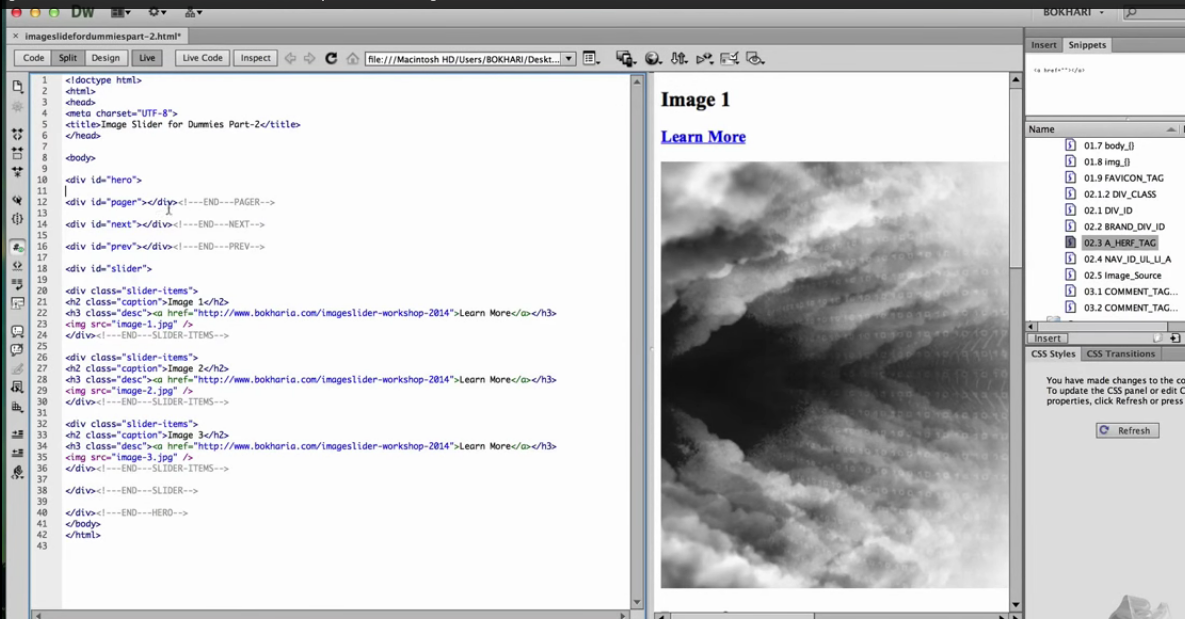 Dw
BOKHARI
imageslidefordummiespart-2.html*
Code Split Design Live Live Code Inspect file:///Macintosh HD/Users/BOKHARI/Deskt...
1 <!doctype html>
2 <html>
3 <head>
4 <meta charset="UTF-8">
5 <title>Image Slider for Dummies Part-2</title>
6 </head>
7
8 <body>
9
10 <div id="hero">
11
12 <div id="pager"></div><!---END---PAGER-->
13
14 <div id="next"></div><!---END---NEXT-->
15
16 <div id="prev"></div><!---END---PREV-->
17
18 <div id="slider">
19
20 <div class="slider-items">
21 <h2 class="caption">Image 1</h2>
22 <h3 class="desc"><a href="http://www.bokharia.com/imageslider-workshop-2014">Learn More</a></h3>
23 <img src="image-1.jpg" />
24 </div><!---END---SLIDER-ITEMS-->
25
26 <div class="slider-items">
27 <h2 class="caption">Image 2</h2>
28 <h3 class="desc"><a href="http://www.bokharia.com/imageslider-workshop-2014">Learn More</a></h3>
29 <img src="image-2.jpg" />
30 </div><!---END---SLIDER-ITEMS-->
31
32 <div class="slider-items">
33 <h2 class="caption">Image 3</h2>
34 <h3 class="desc"><a href="http://www.bokharia.com/imageslider-workshop-2014">Learn More</a></h3>
35 <img src="image-3.jpg" />
36 </div><!---END---SLIDER-ITEMS-->
37
38 </div><!---END---SLIDER-->
39
40 </div><!---END---HERO-->
41 </body>
42 </html>
43
Image 1
Learn More
Insert Snippets
<a href=""></a>
Name
01.7 body_{}
01.8 img_{}
01.9 FAVICON_TAG
02.1.2 DIV_CLASS
02.1 DIV_ID
02.2 BRAND_DIV_ID
02.3 A_HERF_TAG
02.4 NAV_ID_UL_LI_A
02.5 Image_Source
03.1 COMMENT_TAG...
03.2 COMMENT_TAG...
Insert
CSS Styles CSS Transitions
You have made changes to the co
To update the CSS panel or edit C
properties, click Refresh or press
Refresh